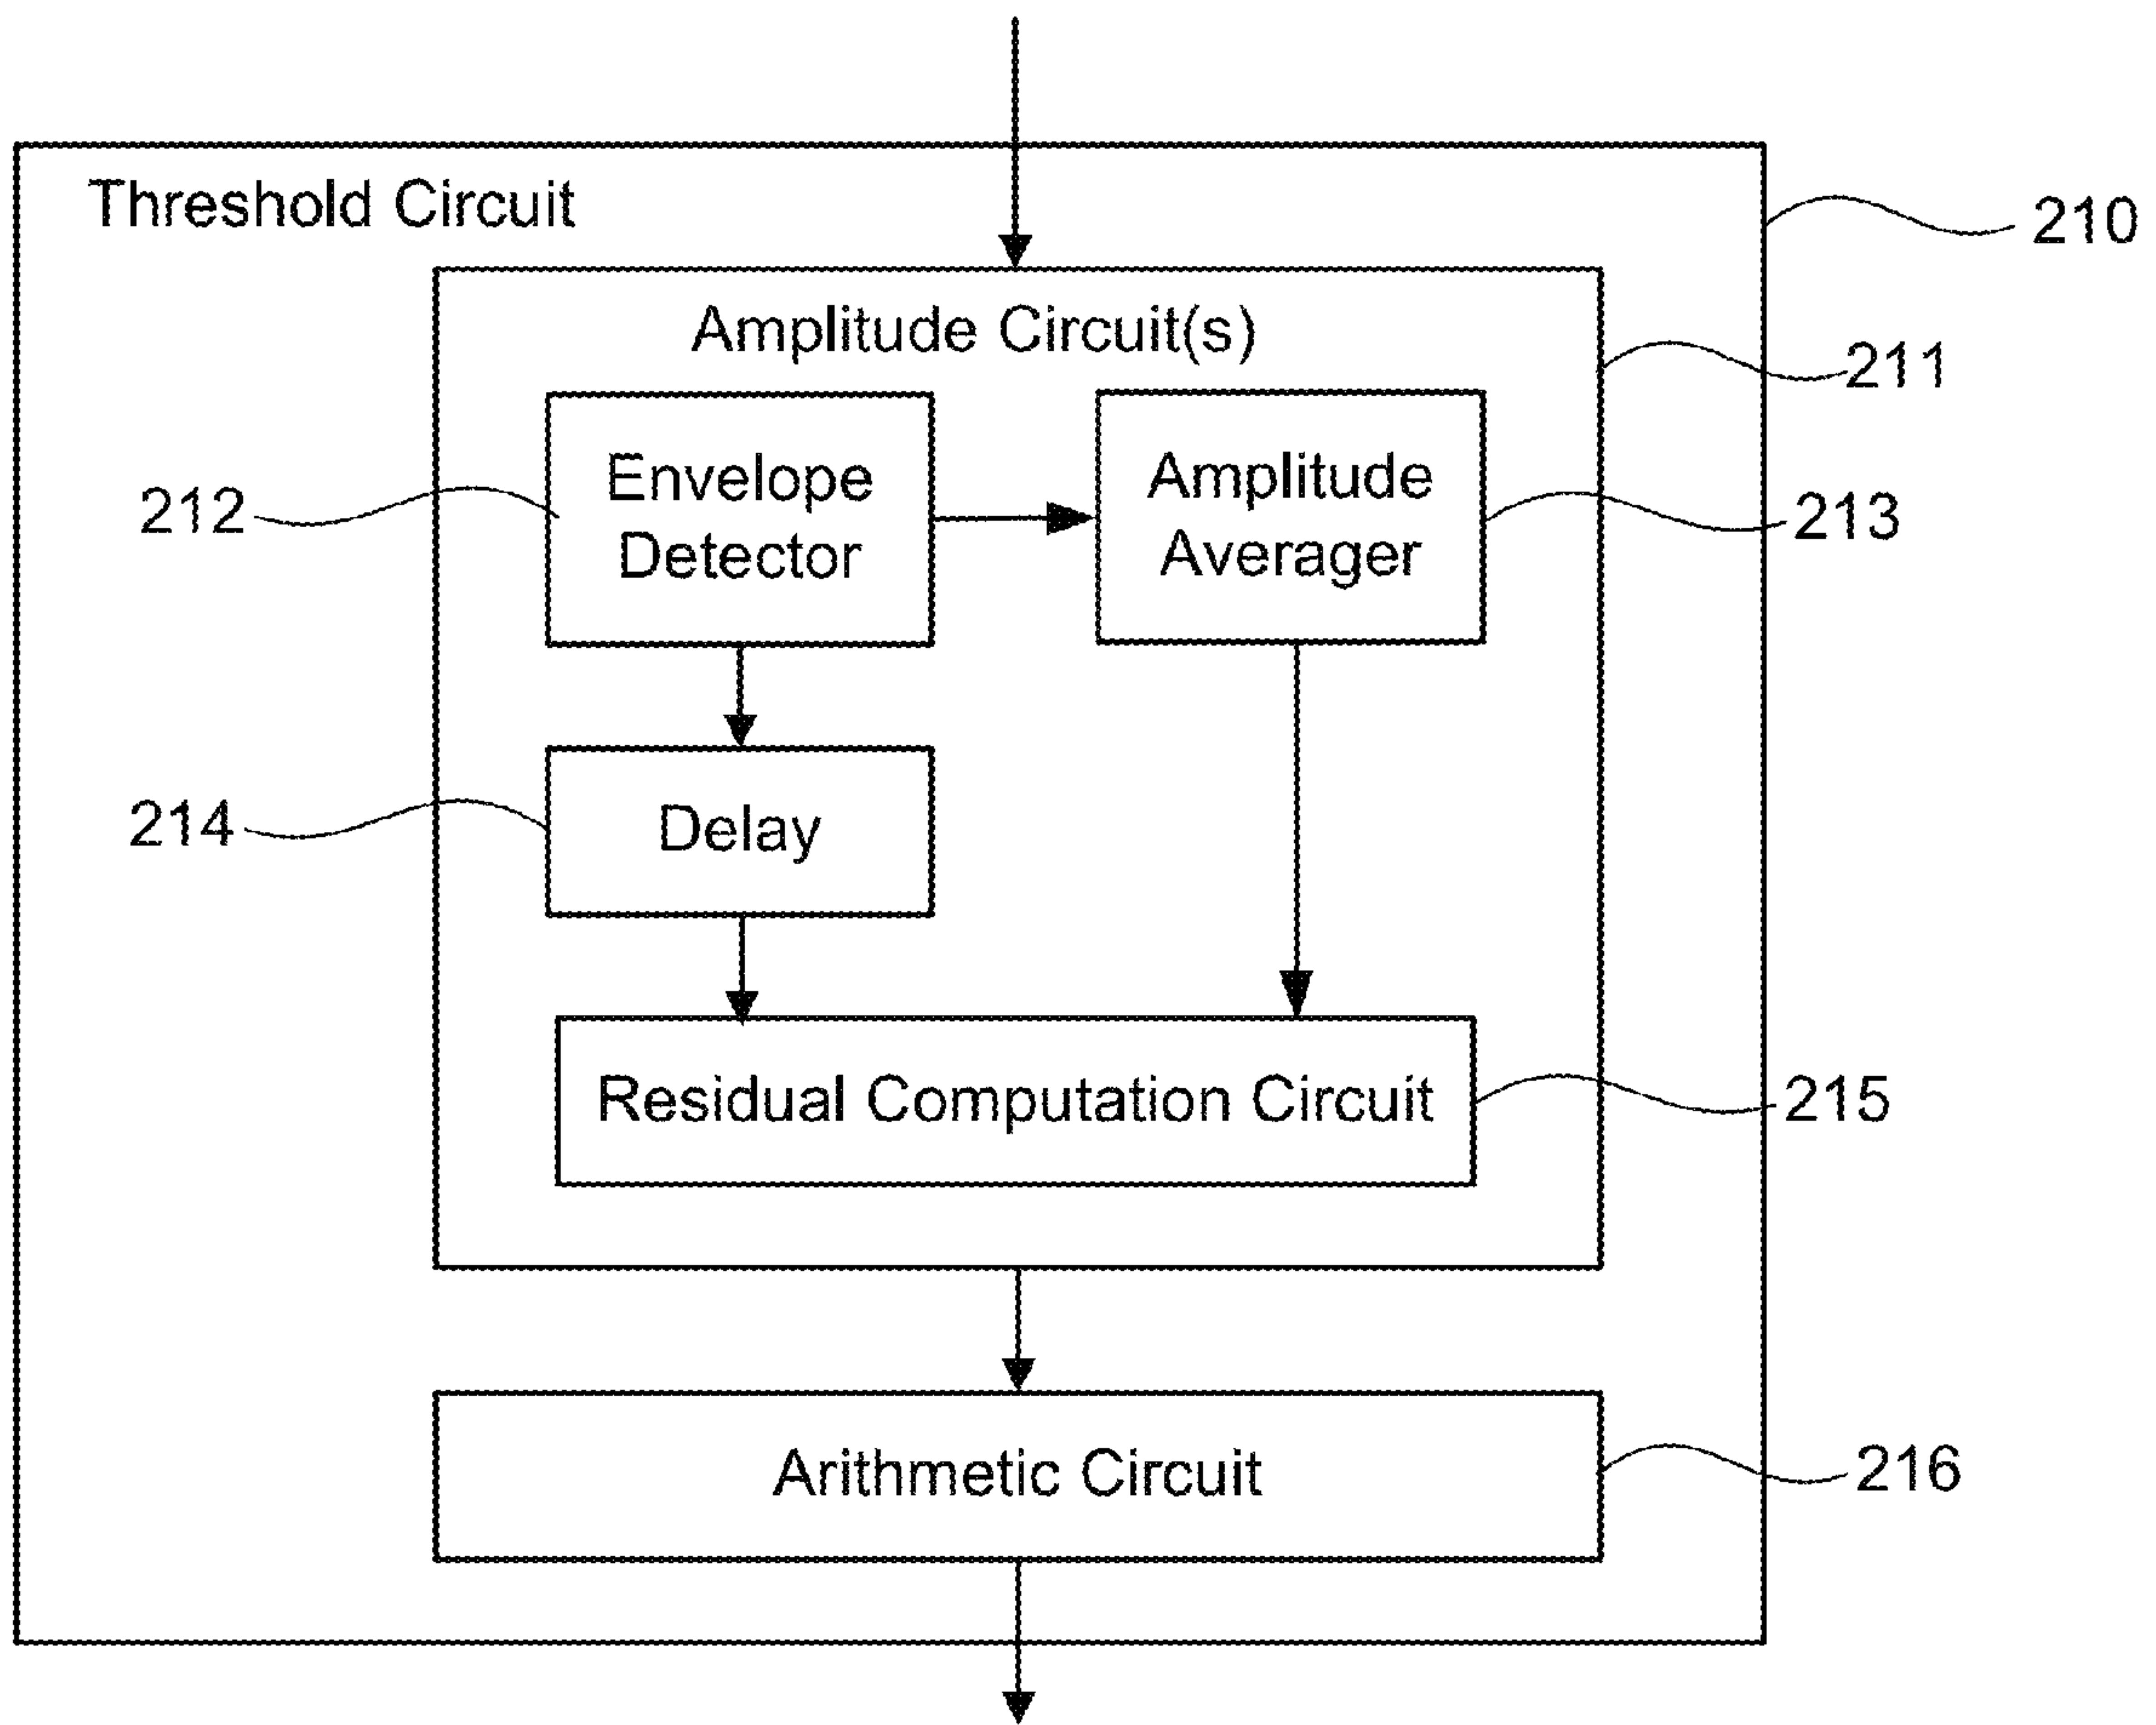 Threshold Circuit
210
Amplitude Circuit(s)
211
Envelope
Detector
212
Amplitude
Averager
213
Delay
214
Residual Computation Circuit
215
Arithmetic Circuit
216